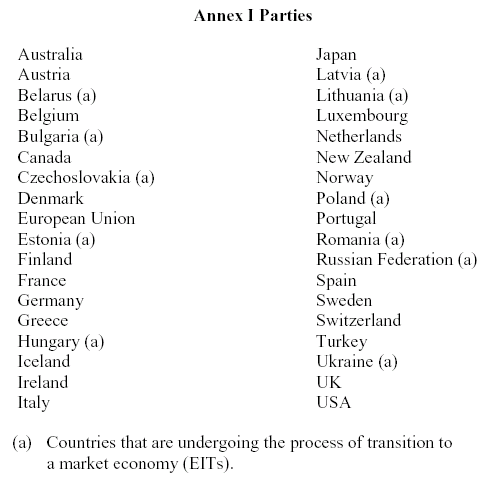 Annex I Parties
Australia
Austria
Belarus (a)
Belgium
Bulgaria (a)
Canada
Czechoslovakia (a)
Denmark
European Union
Estonia (a)
Finland
France
Germany
Greece
Hungary (a)
Iceland
Ireland
Italy
Japan
Latvia (a)
Lithuania (a)
Luxembourg
Netherlands
New Zealand
Norway
Poland (a)
Portugal
Romania (a)
Russian Federation (a)
Spain
Sweden
Switzerland
Turkey
Ukraine (a)
UK
USA
(a) Countries that are undergoing the process of transition to
a market economy (EITs).